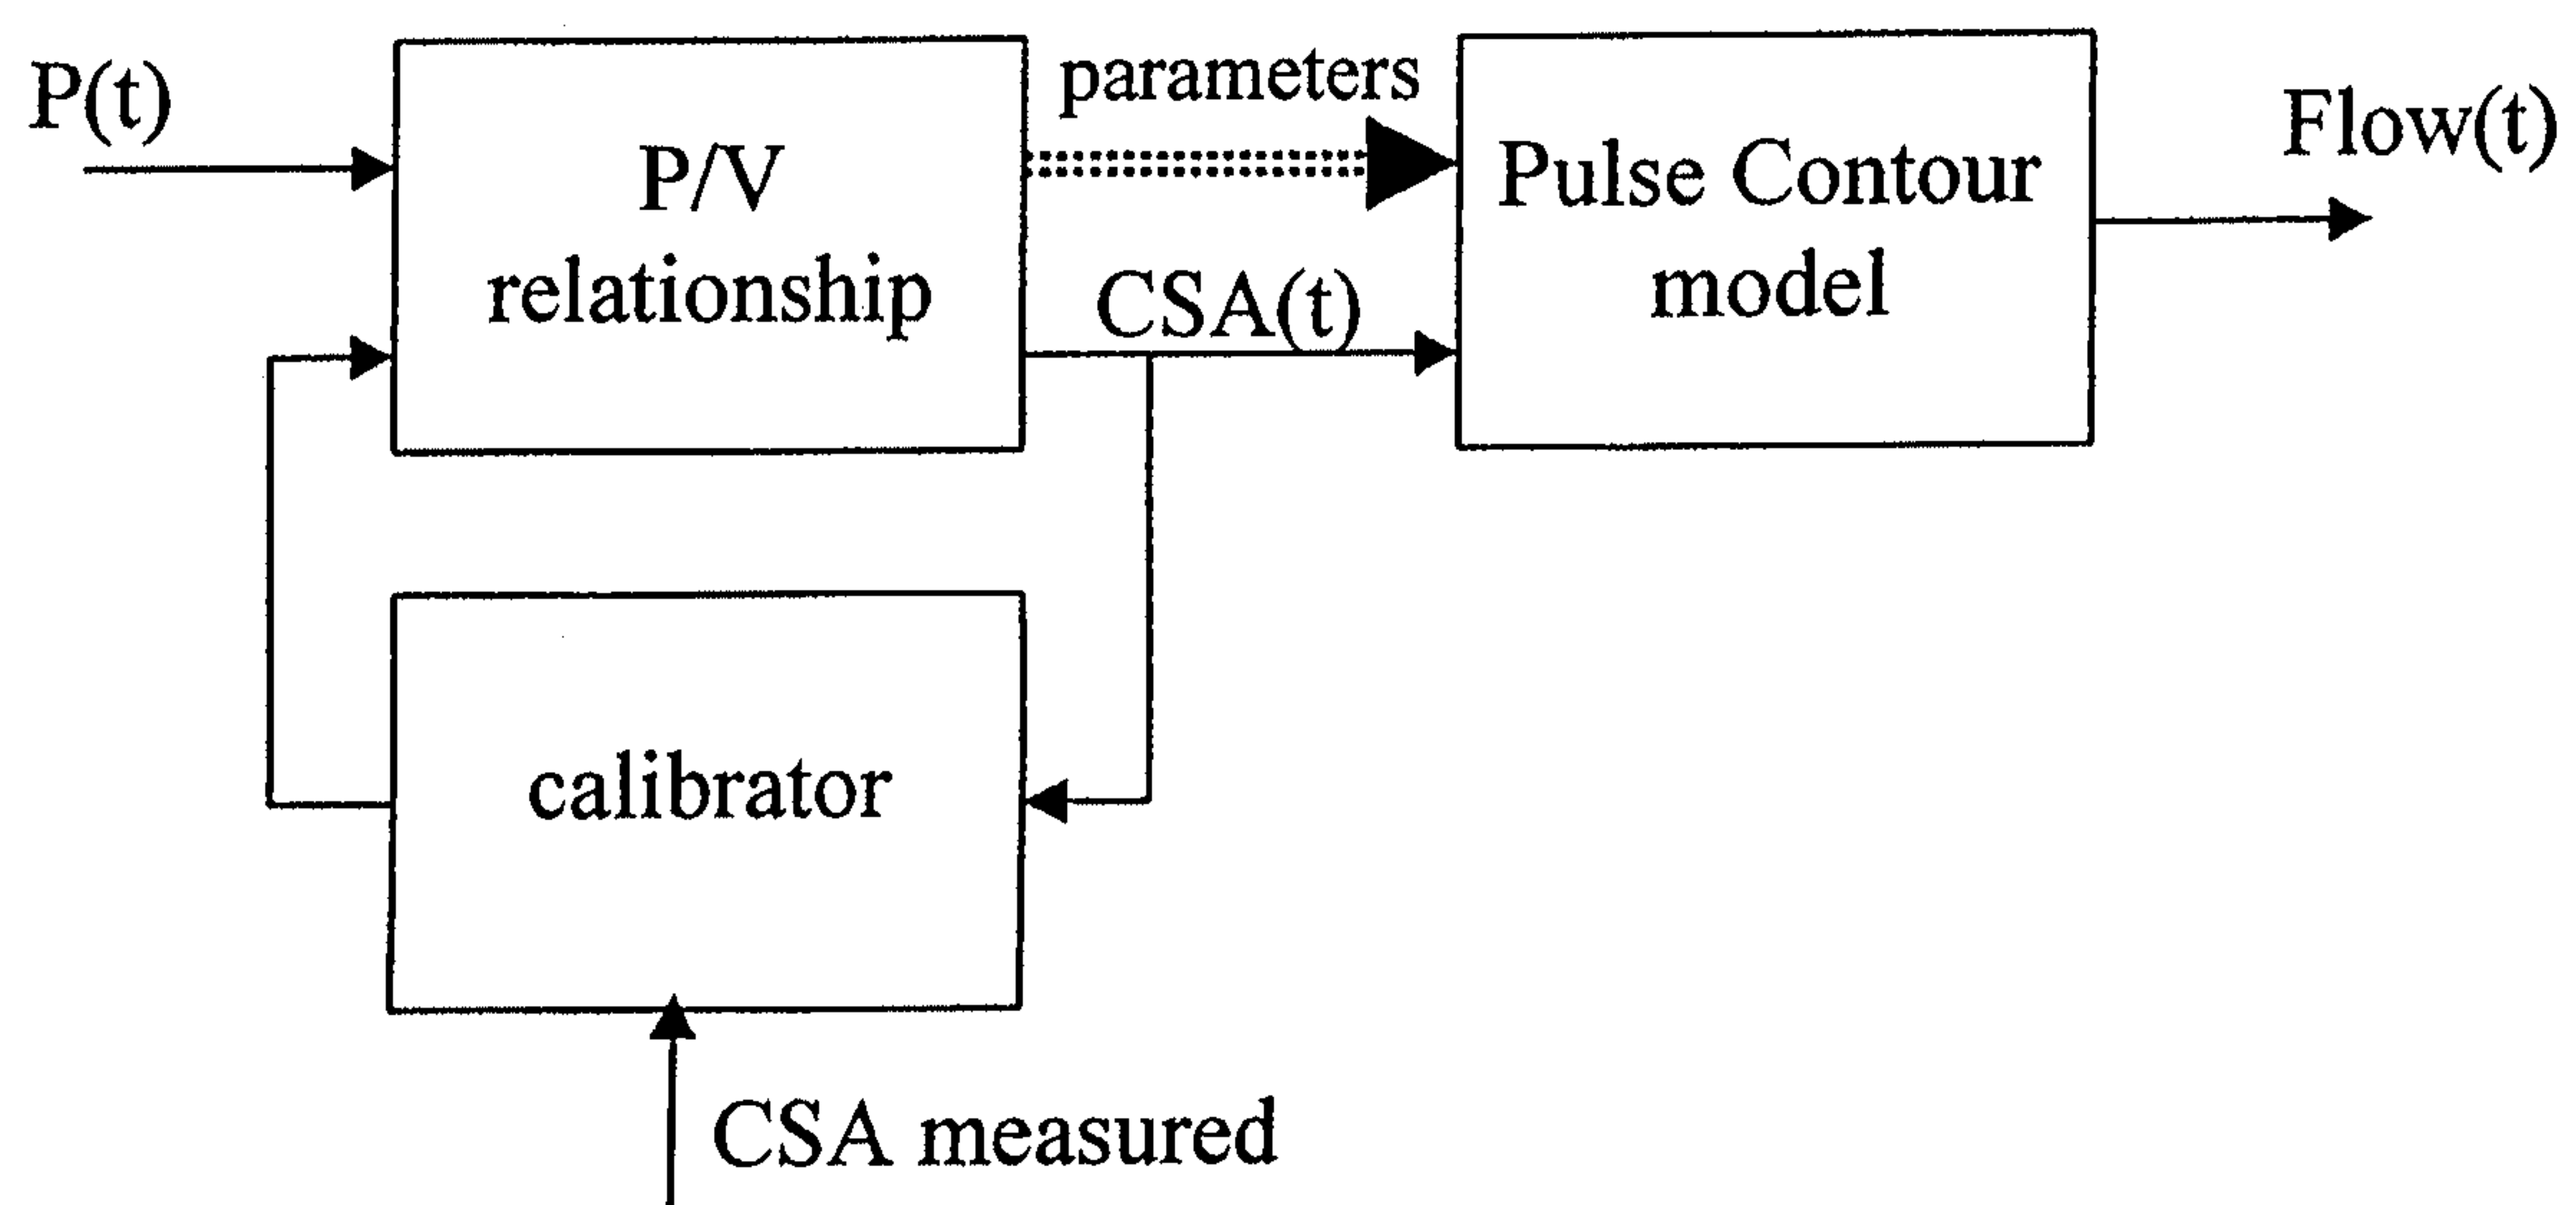 P(t)
P/V
relationship
parameters
CSA(t)
Pulse Contour
model
Flow(t)
calibrator
CSA measured